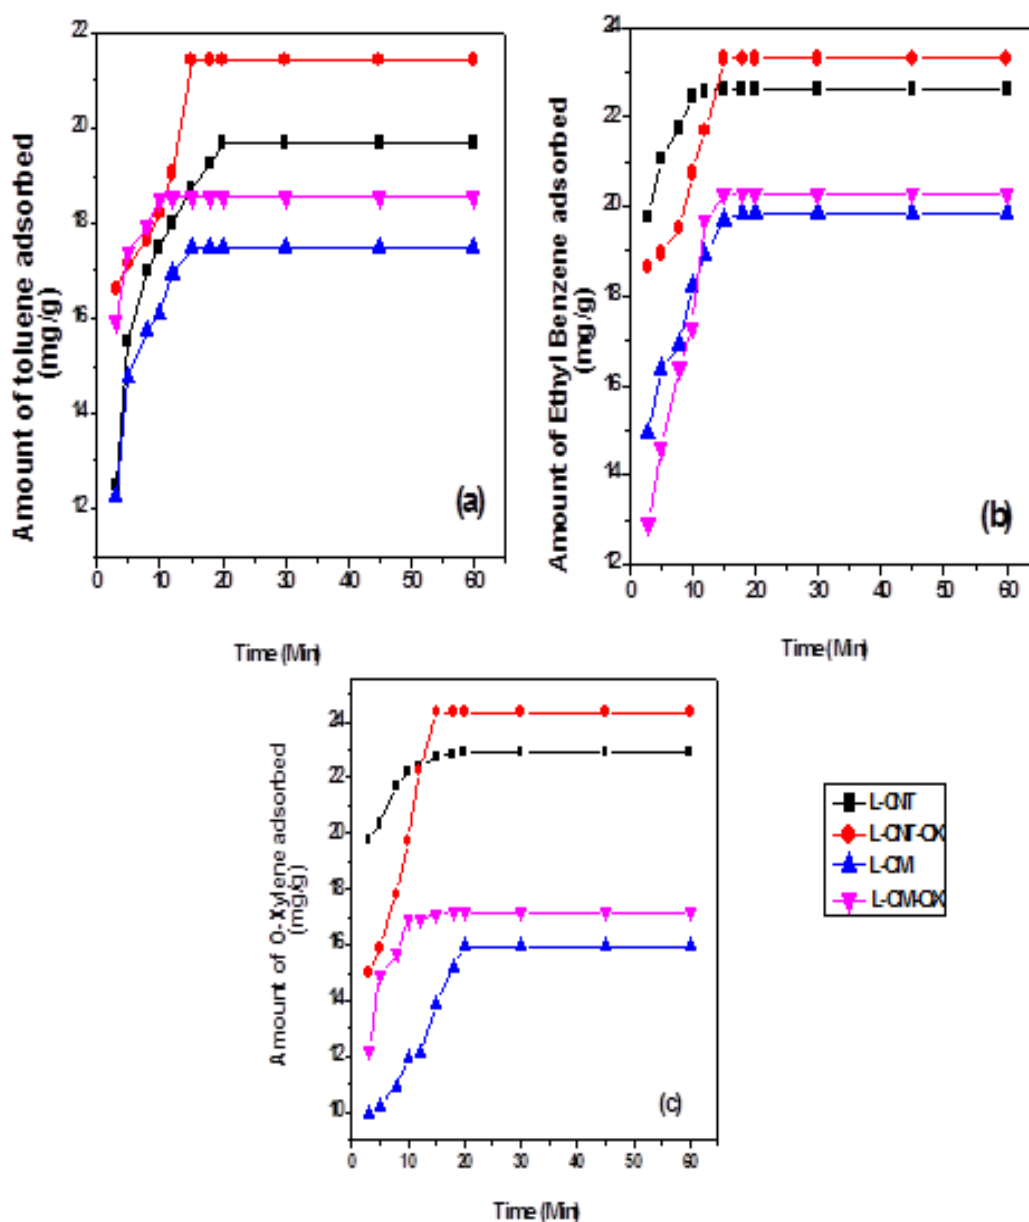 Amount of toluene adsorbed
(mg/g)
22
20
18
16
14
12
(a)
0 10 20 30 40 50 60
Time (Min)
Amount of Ethyl Benzene adsorbed
(mg/g)
24
22
20
18
16
14
12
(b)
0 10 20 30 40 50 60
Time (Min)
Amount of O-Xylene adsorbed
(mg/g)
24
22
20
18
16
14
12
10
(c)
0 10 20 30 40 50 60
Time (Min)
L-CNT
L-CNT-OX
L-CM
L-CM-OX